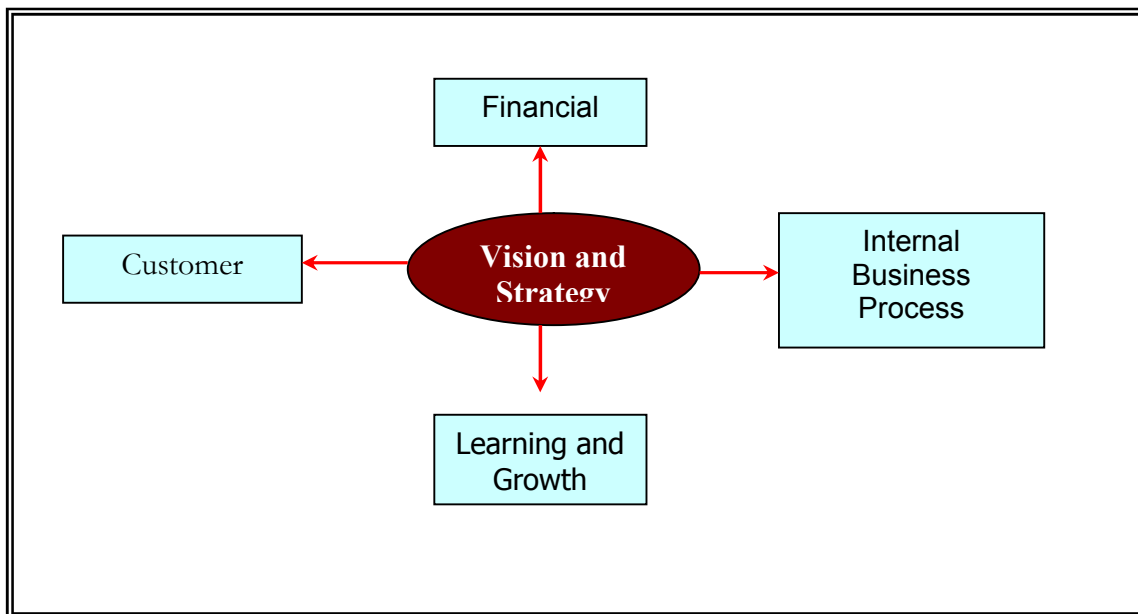 Financial
Customer
Vision and
Strategy
Internal
Business
Process
Learning and
Growth